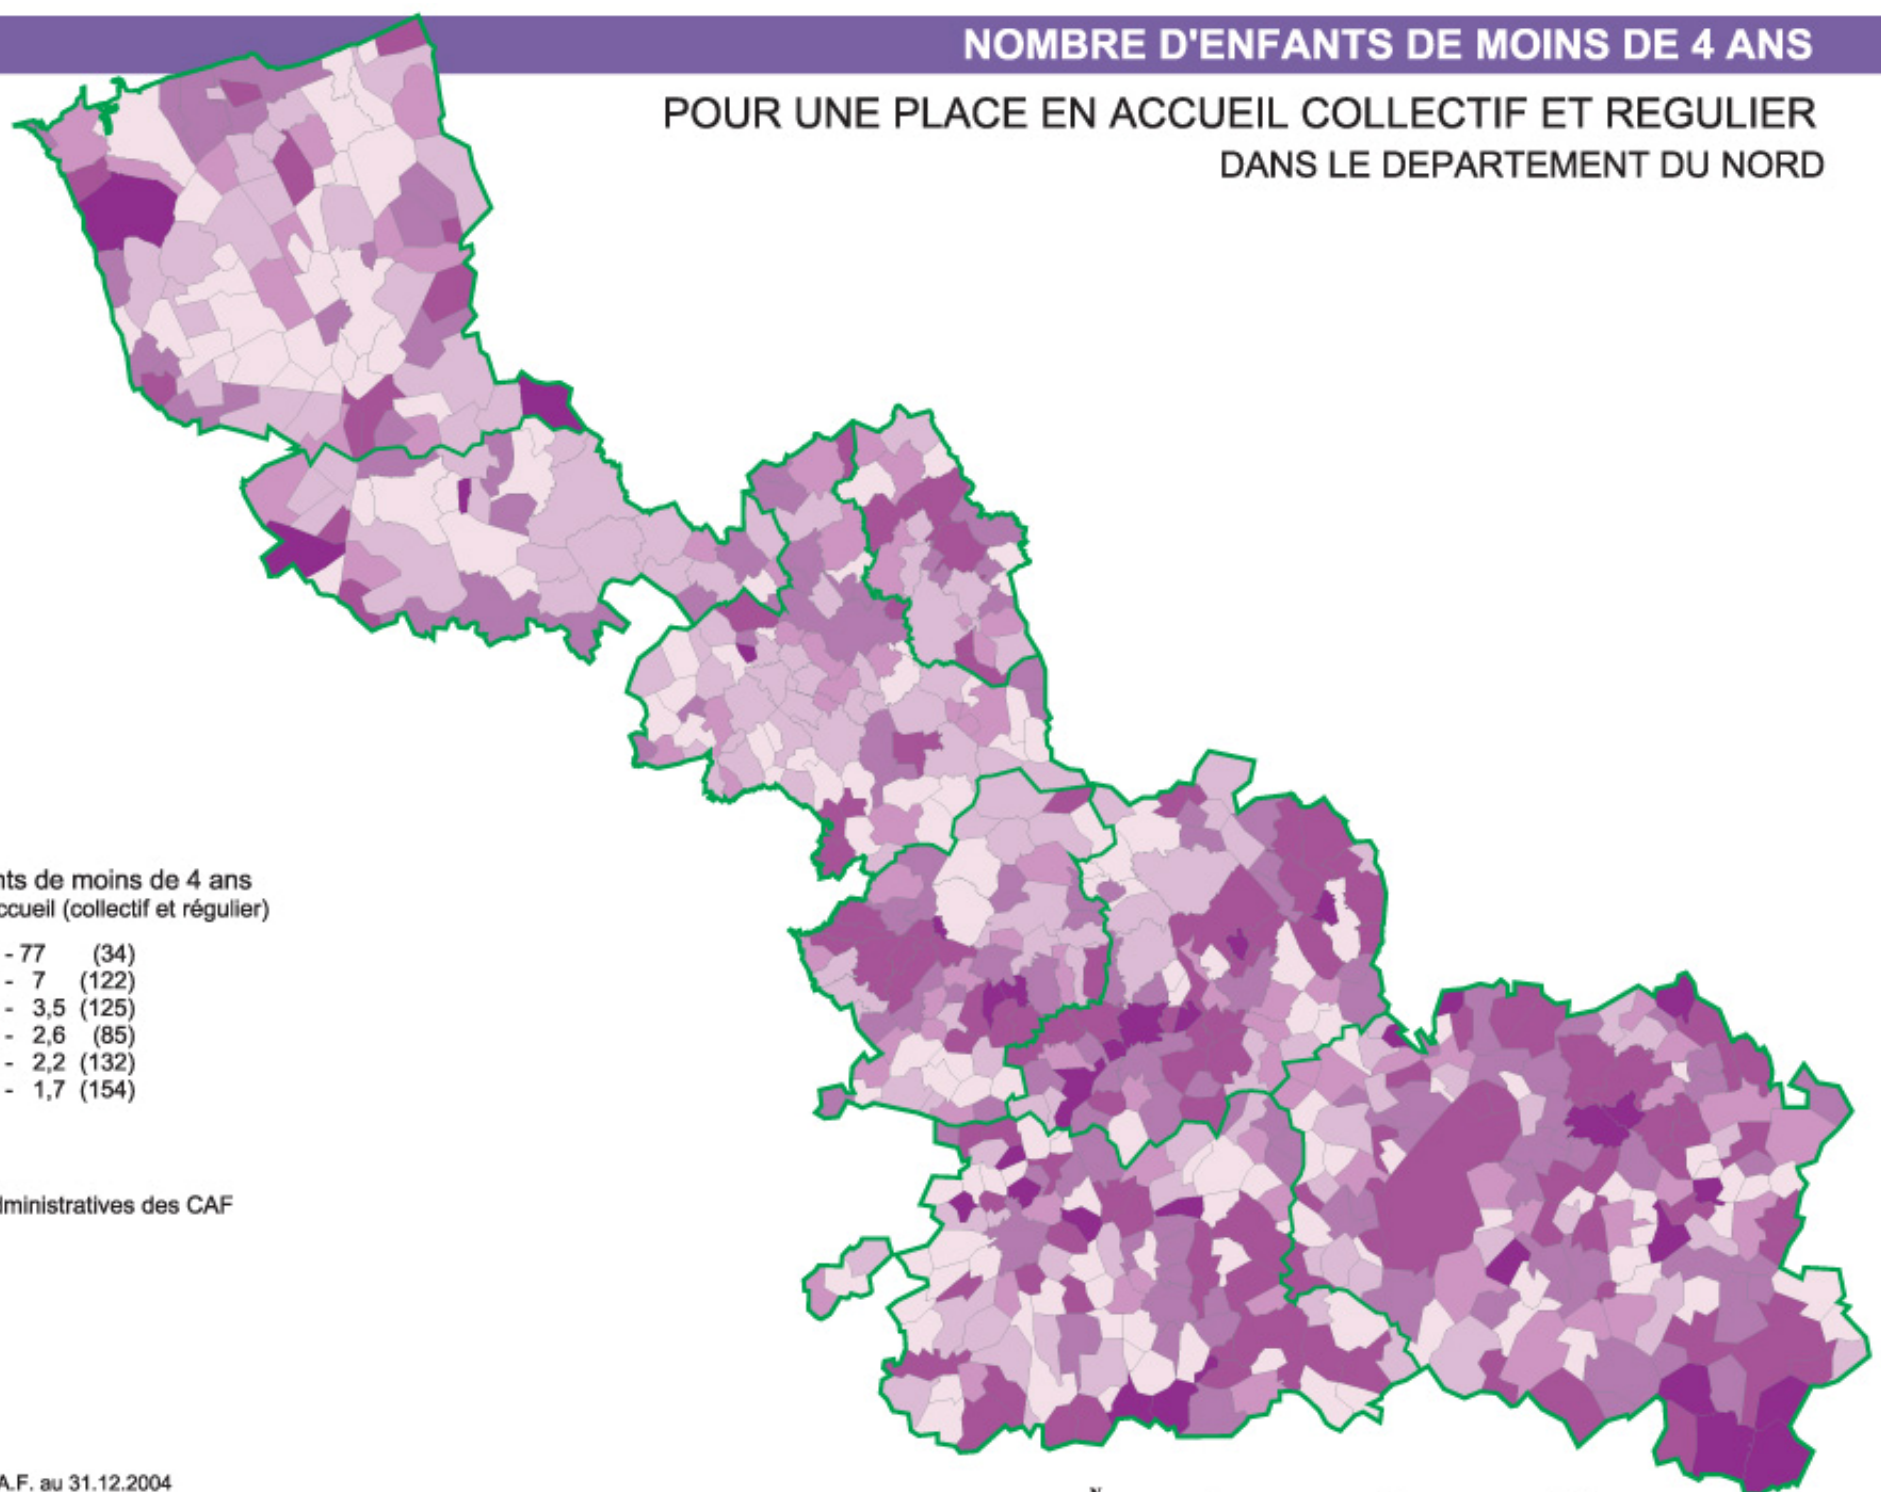 NOMBRE D'ENFANTS DE MOINS DE 4 ANS
POUR UNE PLACE EN ACCUEIL COLLECTIF ET REGULIER
DANS LE DEPARTEMENT DU NORD
nts de moins de 4 ans
ccueil (collectif et régulier)
- 77 (34)
- 7 (122)
- 3,5 (125)
- 2,6 (85)
- 2,2 (132)
- 1,7 (154)
dministratives des CAF
A.F. au 31.12.2004
N